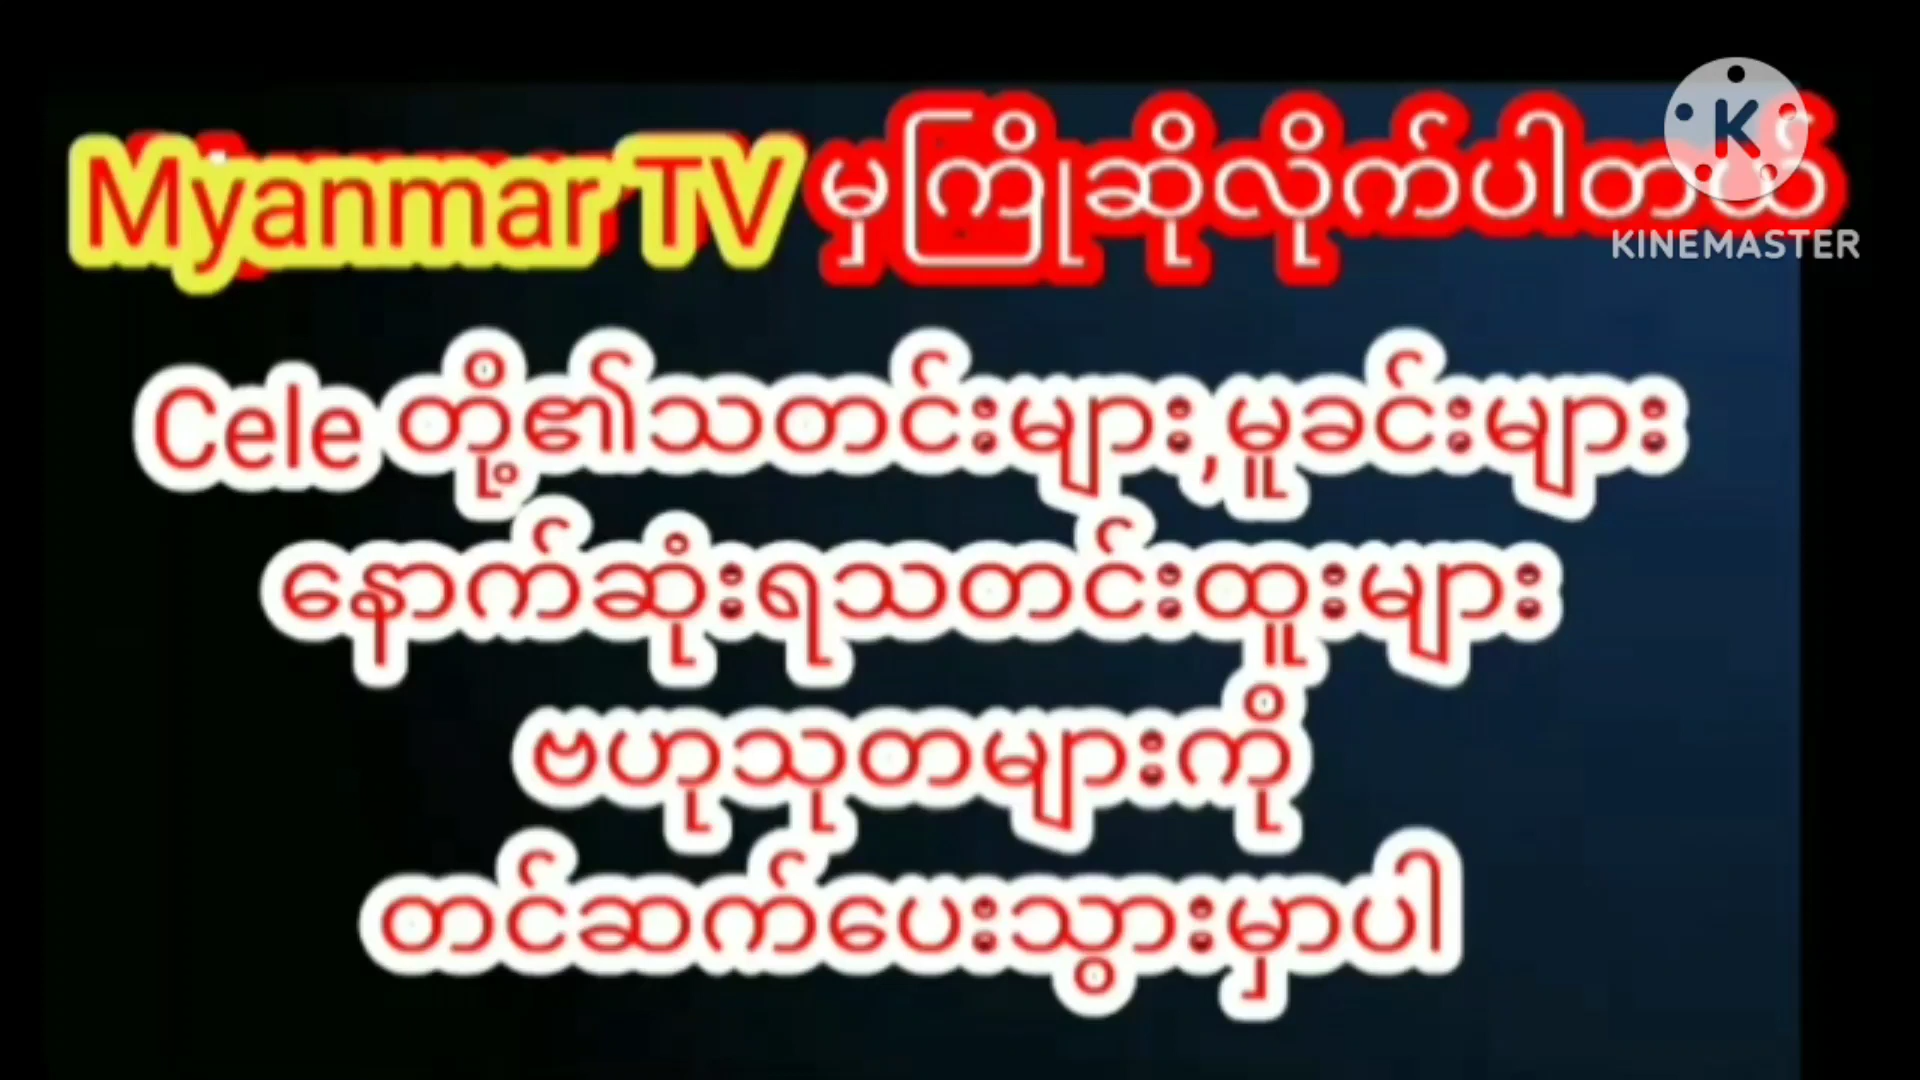 Myanmar TV မှကြိုဆိုလိုက်ပါတယ်
KINEMASTER
Cele တို့၏သတင်းများ,မူခင်းများ
နောက်ဆုံးရသတင်းထူးများ
ဗဟုသုတများကို
တင်ဆက်ပေးသွားမှာပါ